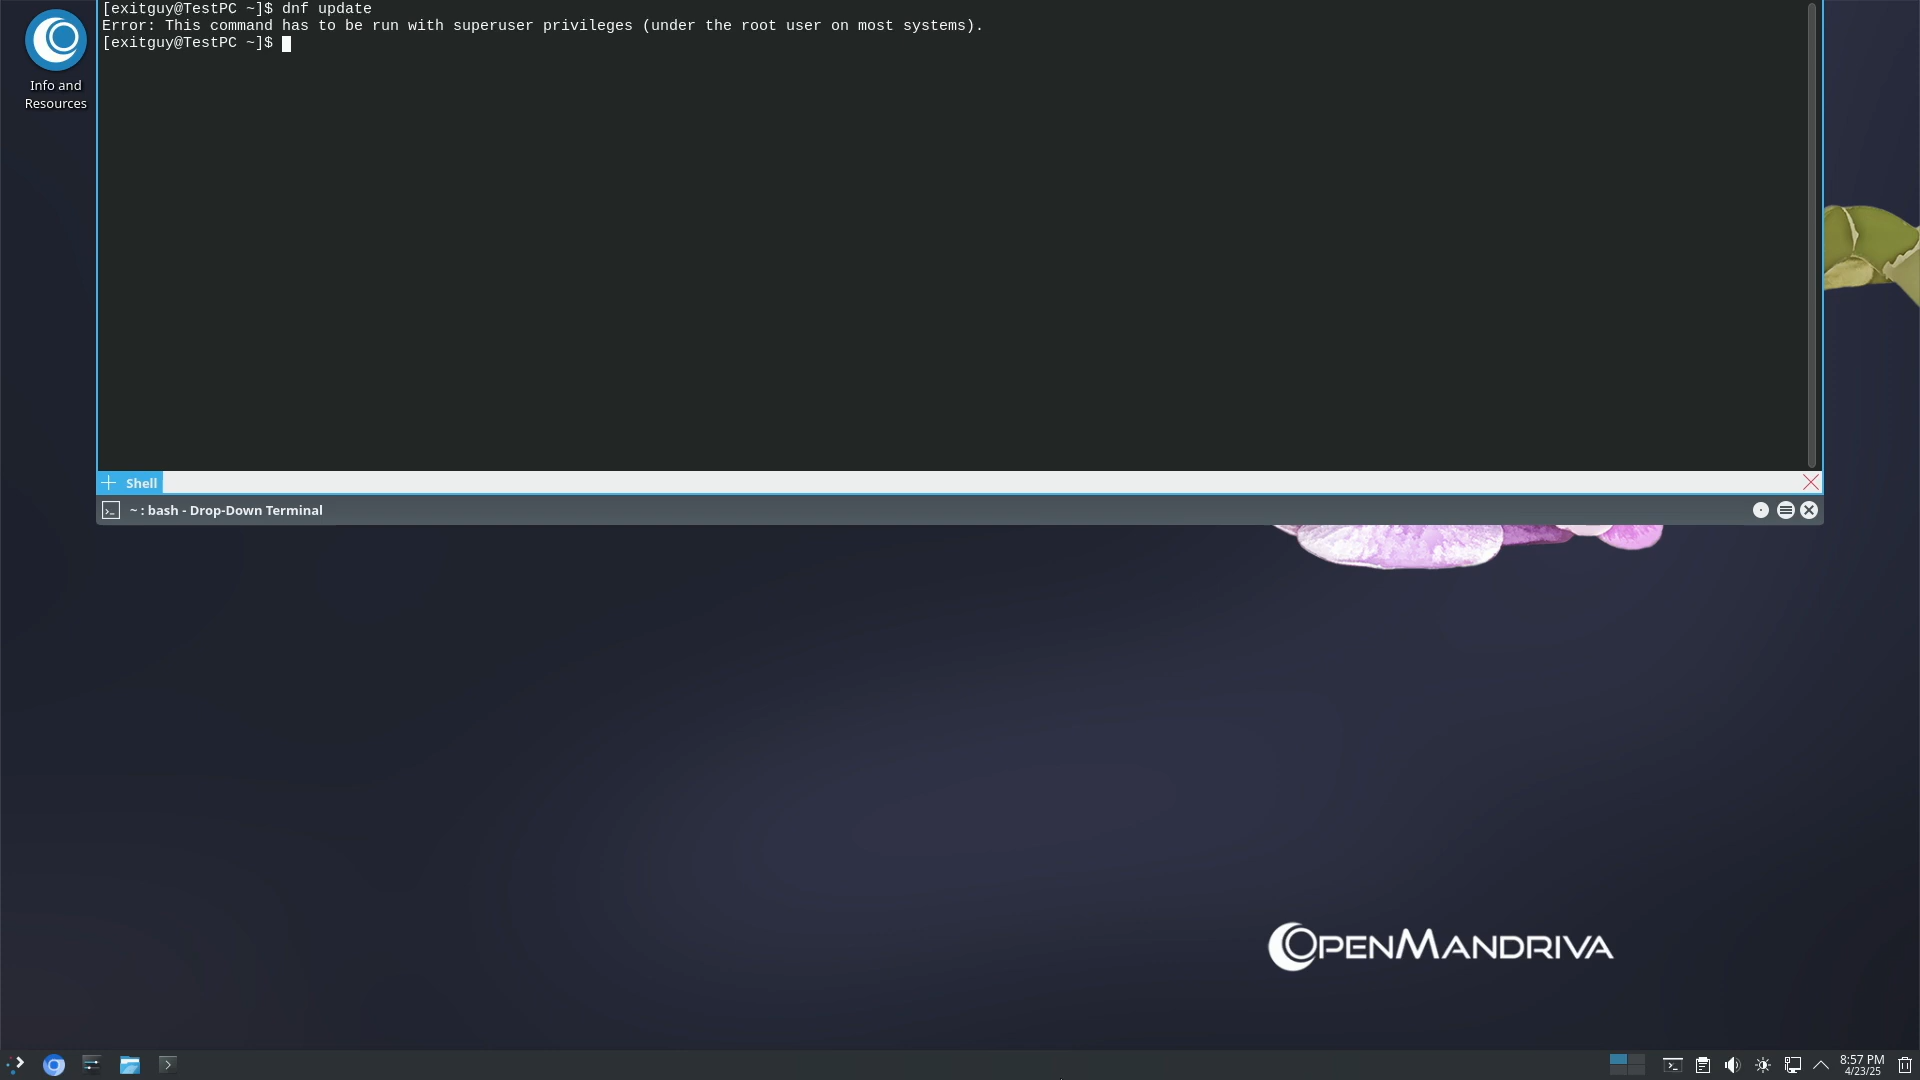 [exitguy@TestPC ~]$ dnf update
Error: This command has to be run with superuser privileges (under the root user on most systems).
[exitguy@TestPC ~]$
Info and
Resources
Shell
~ : bash - Drop-Down Terminal
OPENMANDRIVA
8:57 PM
4/23/25